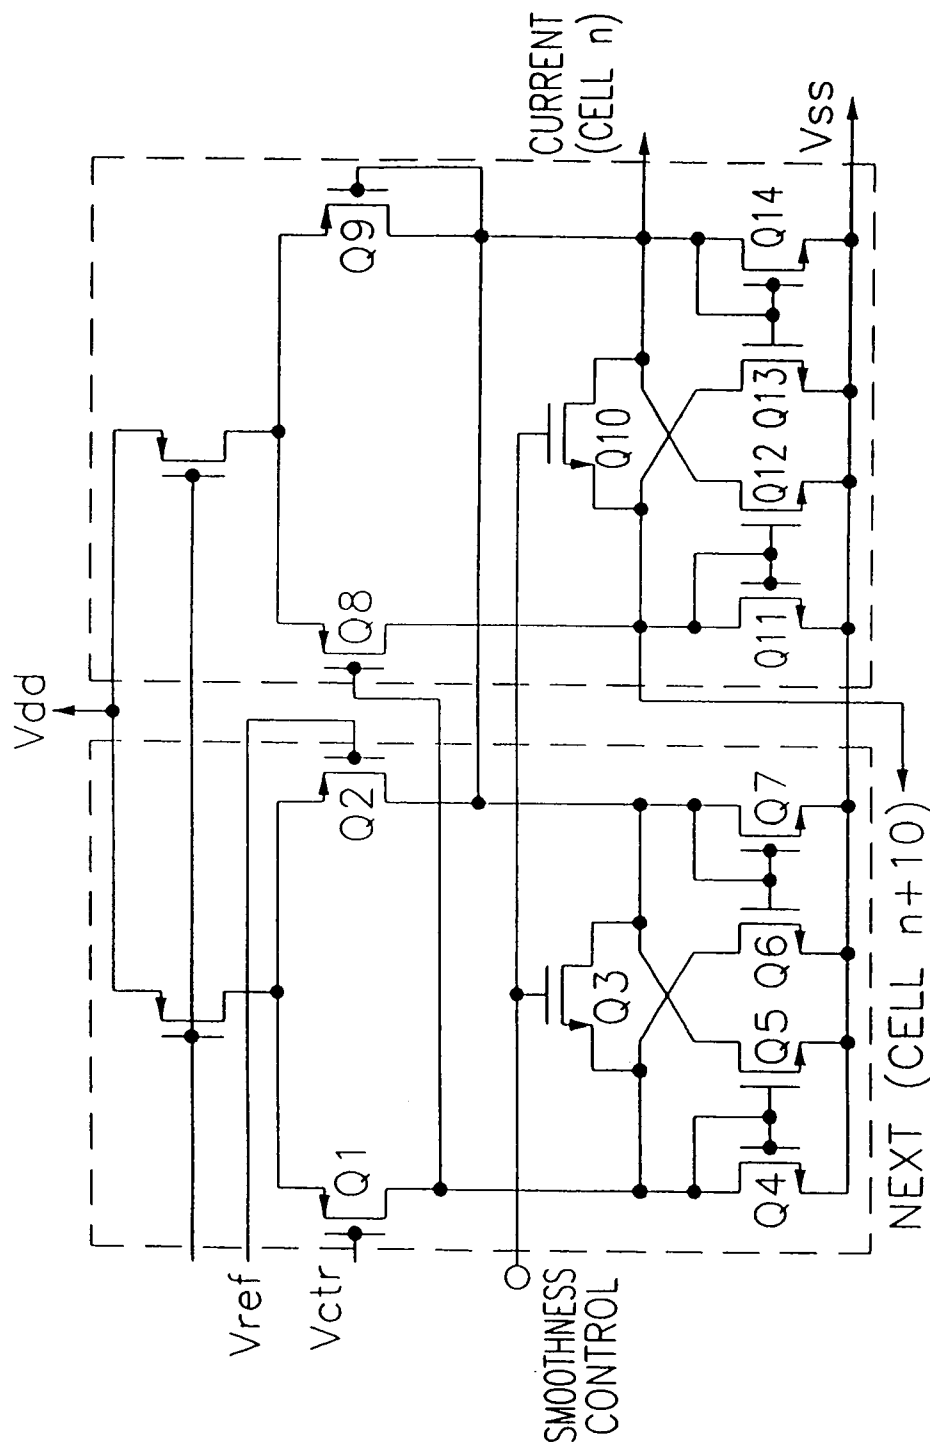 Vdd
Vref
Vctr
Q1
Q2
Q8
Q9
SMOOTHNESS
CONTROL
Q3
Q10
CURRENT
(CELL n)
Q4
Q5
Q6
Q7
Q11
Q12
Q13
Q14
Vss
NEXT (CELL n+10)